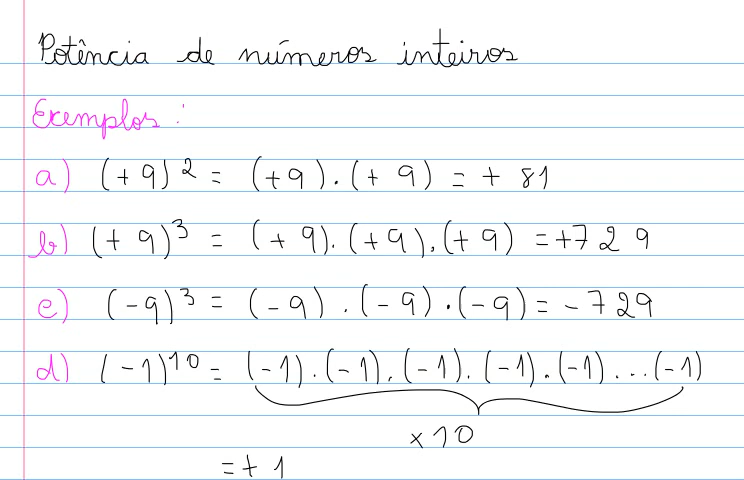 Potência de números inteiros
Exemplos:
a) (+9)² = (+9).(+9) = + 81
b) (+9)³ = (+9).(+9).(+9) = +729
c) (-9)³ = (-9).(-9).(-9) = -729
d) (-1)¹⁰ = (-1).(-1).(-1).(-1).(-1)...(-1)
x 10
= + 1